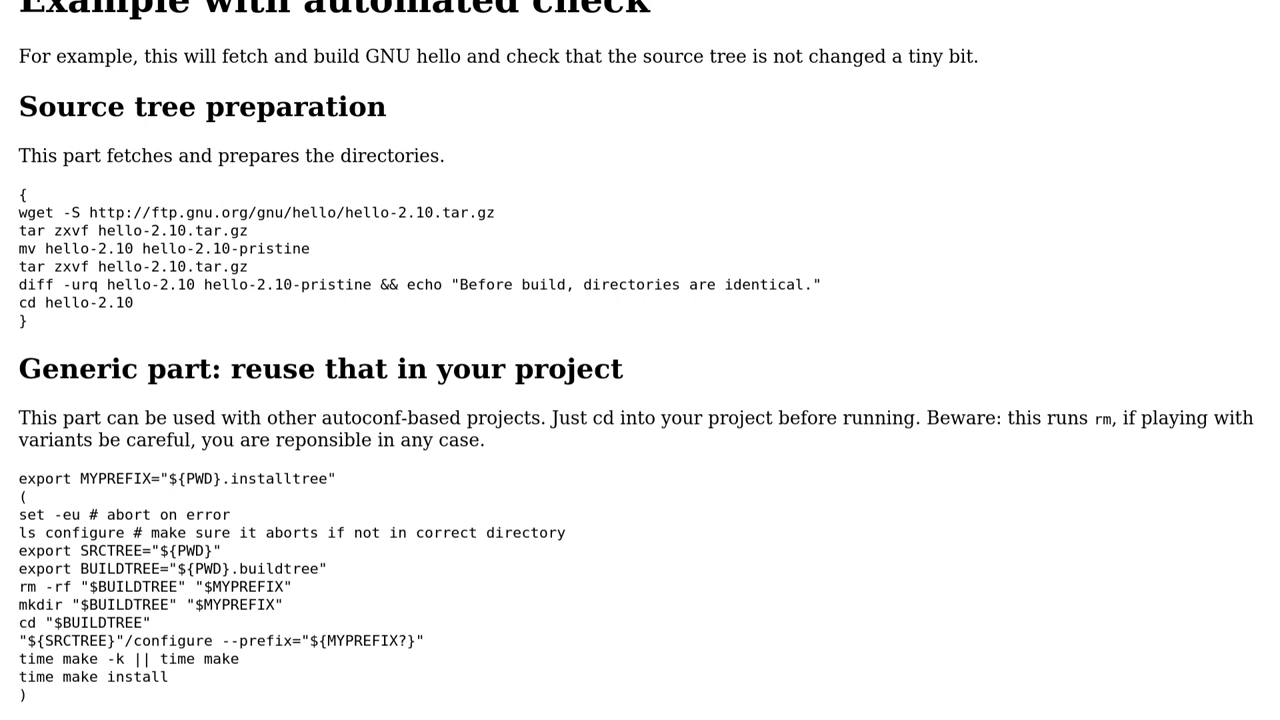 Example with automated check
For example, this will fetch and build GNU hello and check that the source tree is not changed a tiny bit.
Source tree preparation
This part fetches and prepares the directories.
{
wget -S http://ftp.gnu.org/gnu/hello/hello-2.10.tar.gz
tar zxvf hello-2.10.tar.gz
mv hello-2.10 hello-2.10-pristine
tar zxvf hello-2.10.tar.gz
diff -urq hello-2.10 hello-2.10-pristine && echo "Before build, directories are identical."
cd hello-2.10
}
Generic part: reuse that in your project
This part can be used with other autoconf-based projects. Just cd into your project before running. Beware: this runs rm, if playing with
variants be careful, you are reponsible in any case.
export MYPREFIX="${PWD}.installtree"
(
set -eu # abort on error
ls configure # make sure it aborts if not in correct directory
export SRCTREE="${PWD}"
export BUILDTREE="${PWD}.buildtree"
rm -rf "$BUILDTREE" "$MYPREFIX"
mkdir "$BUILDTREE" "$MYPREFIX"
cd "$BUILDTREE"
"${SRCTREE}"/configure --prefix="${MYPREFIX?}"
time make -k || time make
time make install
)